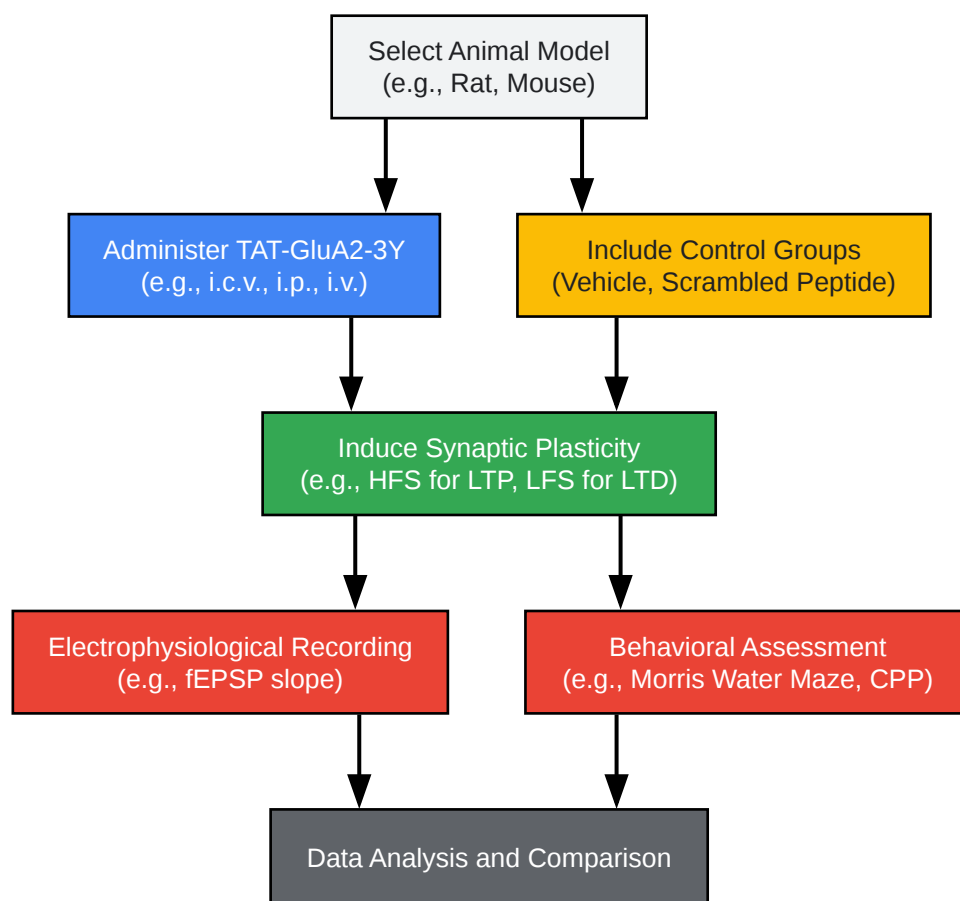 Select Animal Model
(e.g., Rat, Mouse)
Administer TAT-GluA2-3Y
(e.g., i.c.v., i.p., i.v.)
Include Control Groups
(Vehicle, Scrambled Peptide)
Induce Synaptic Plasticity
(e.g., HFS for LTP, LFS for LTD)
Electrophysiological Recording
(e.g., fEPSP slope)
Behavioral Assessment
(e.g., Morris Water Maze, CPP)
Data Analysis and Comparison